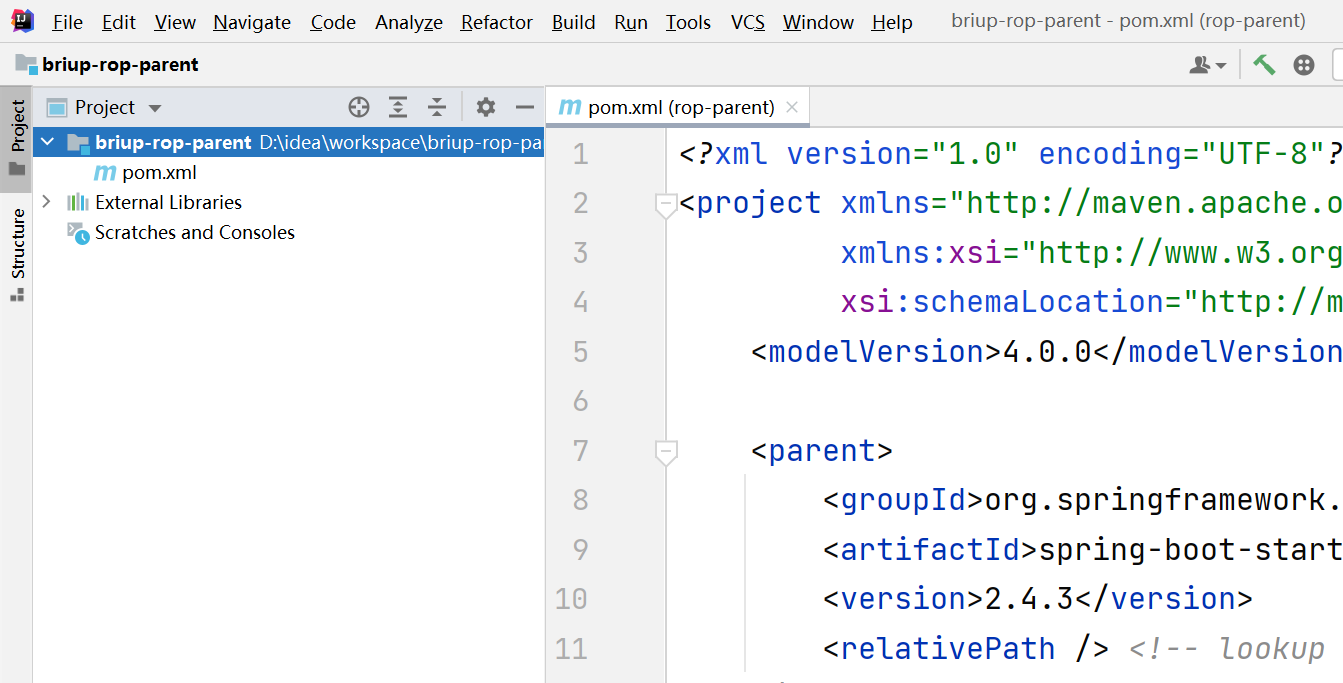 File Edit View Navigate Code Analyze Refactor Build Run Tools VCS Window Help briup-rop-parent - pom.xml (rop-parent)
briup-rop-parent
Project
Structure
Project
briup-rop-parent D:\idea\workspace\briup-rop-pa
pom.xml
External Libraries
Scratches and Consoles
pom.xml (rop-parent)
1 <?xml version="1.0" encoding="UTF-8"?
2 <project xmlns="http://maven.apache.o
3 xmlns:xsi="http://www.w3.org
4 xsi:schemaLocation="http://m
5 <modelVersion>4.0.0</modelVersion
6
7 <parent>
8 <groupId>org.springframework.
9 <artifactId>spring-boot-start
10 <version>2.4.3</version>
11 <relativePath /> <!-- lookup